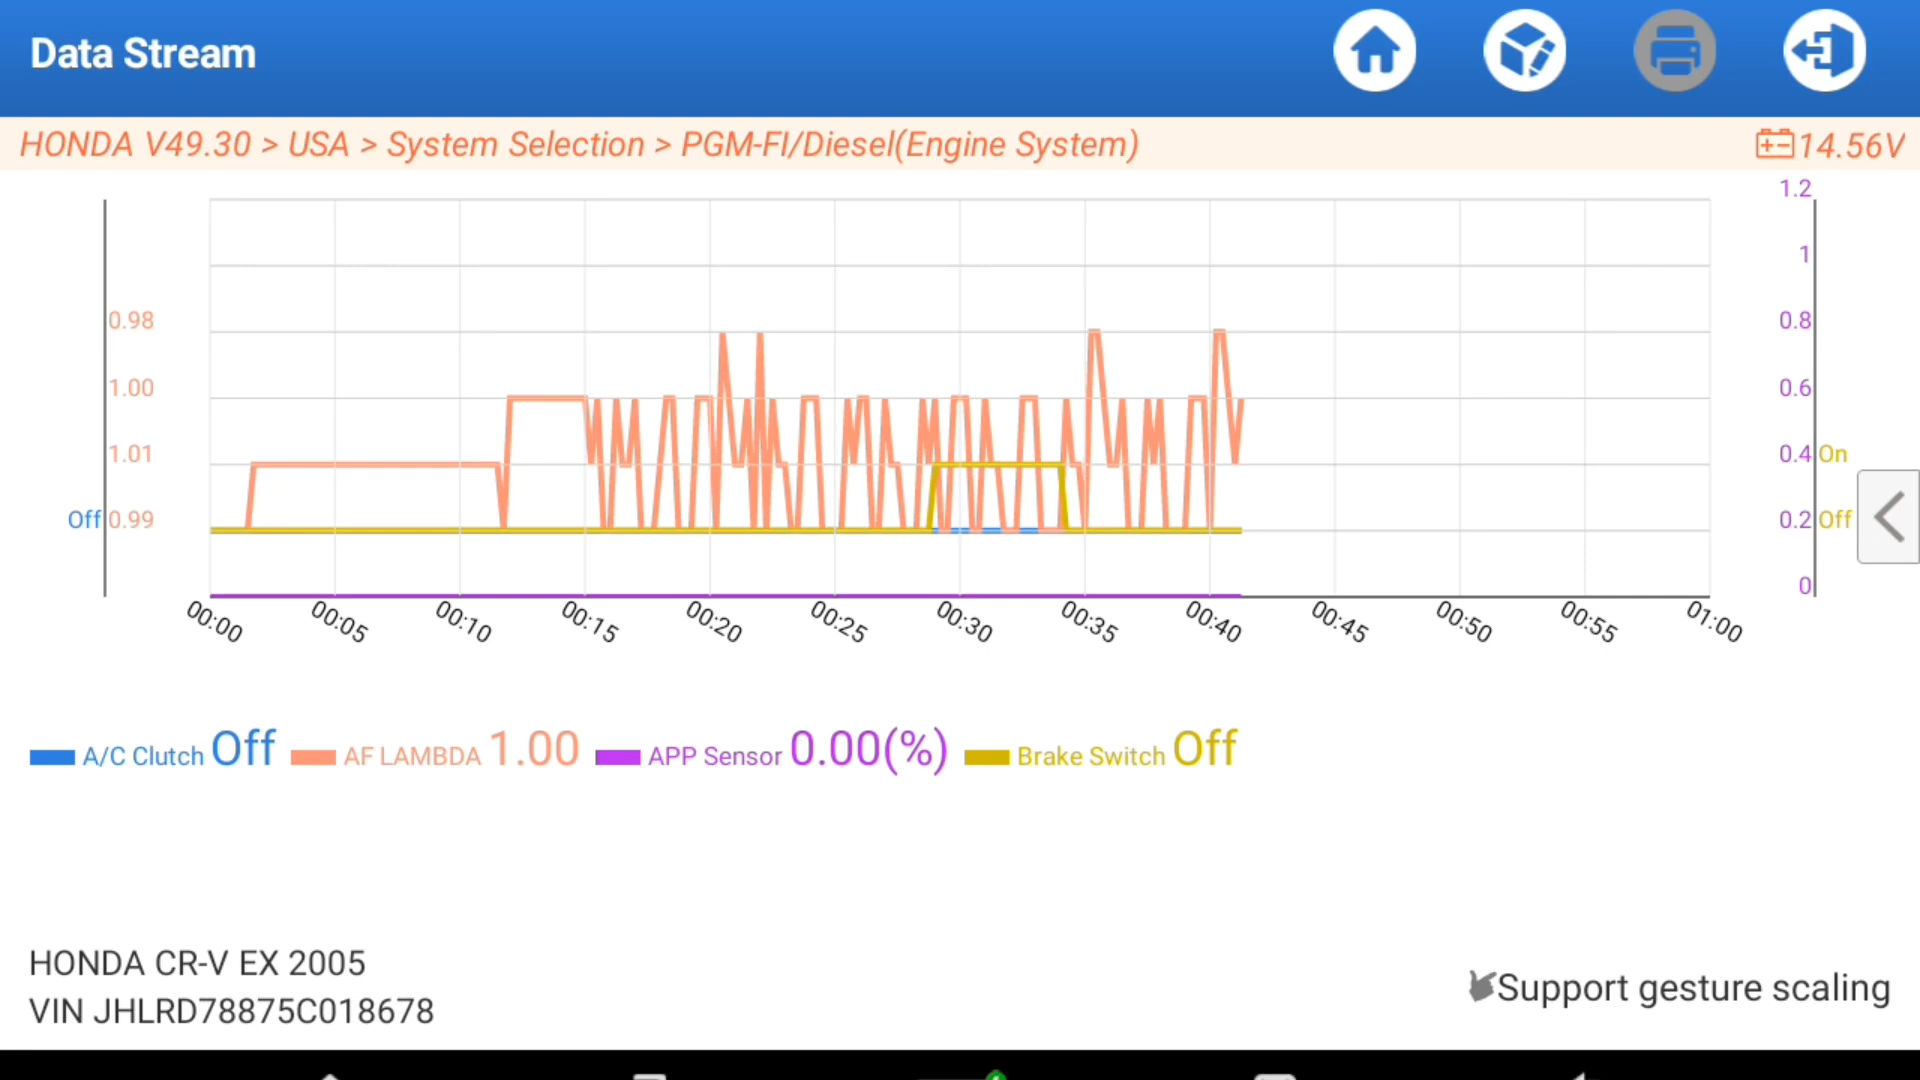 Data Stream
HONDA V49.30 > USA > System Selection > PGM-FI/Diesel(Engine System)
14.56V
1.2
1
0.98
0.8
1.00
0.6
1.01
0.4
On
Off
0.99
0.2
Off
0
00:00
00:05
00:10
00:15
00:20
00:25
00:30
00:35
00:40
00:45
00:50
00:55
01:00
A/C Clutch Off
AF LAMBDA 1.00
APP Sensor 0.00(%)
Brake Switch Off
HONDA CR-V EX 2005
VIN JHLRD78875C018678
Support gesture scaling